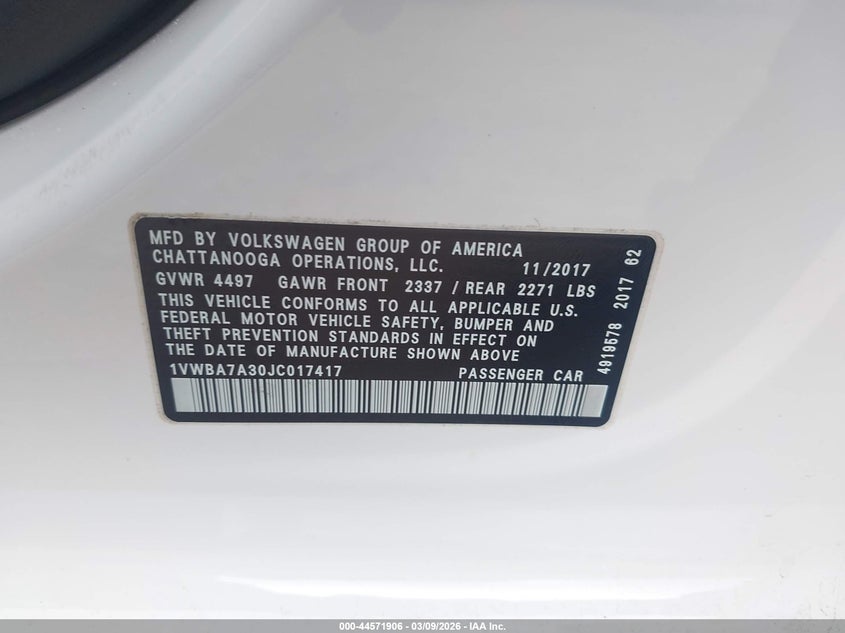 MFD BY VOLKSWAGEN GROUP OF AMERICA
CHATTANOOGA OPERATIONS, LLC. 11/2017
GVWR 4497 GAWR FRONT 2337/REAR 2271 LBS
THIS VEHICLE CONFORMS TO ALL APPLICABLE U.S.
FEDERAL MOTOR VEHICLE SAFETY, BUMPER AND
THEFT PREVENTION STANDARDS IN EFFECT ON
THE DATE OF MANUFACTURE SHOWN ABOVE
1VWBA7A30JC017417 PASSENGER CAR
4919578 2017 62
000-44571906 - 03/09/2026 - IAA Inc.